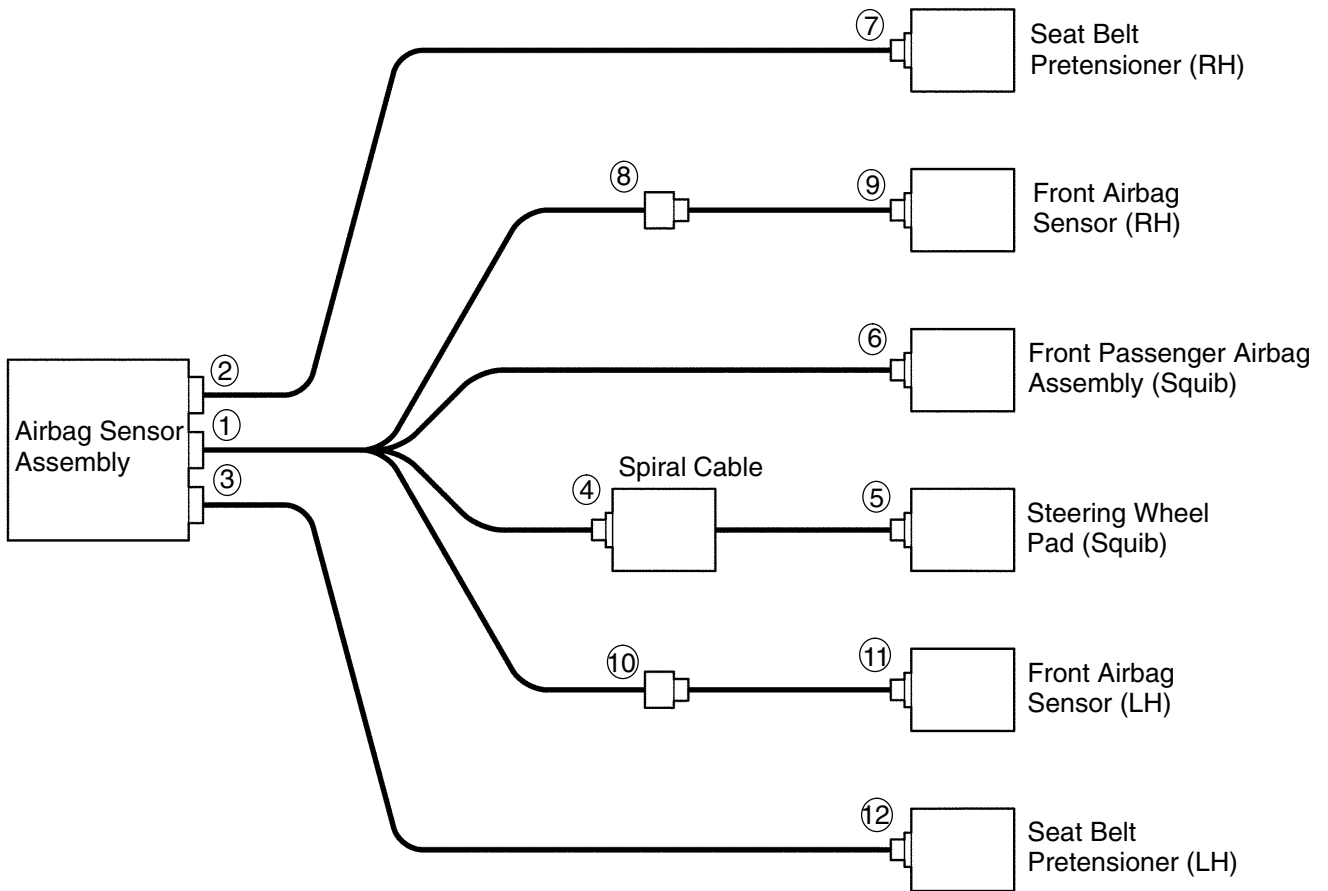 7
Seat Belt
Pretensioner (RH)
8
9
Front Airbag
Sensor (RH)
6
Front Passenger Airbag
Assembly (Squib)
2
1
Airbag Sensor
Assembly
3
Spiral Cable
4
5
Steering Wheel
Pad (Squib)
10
11
Front Airbag
Sensor (LH)
12
Seat Belt
Pretensioner (LH)